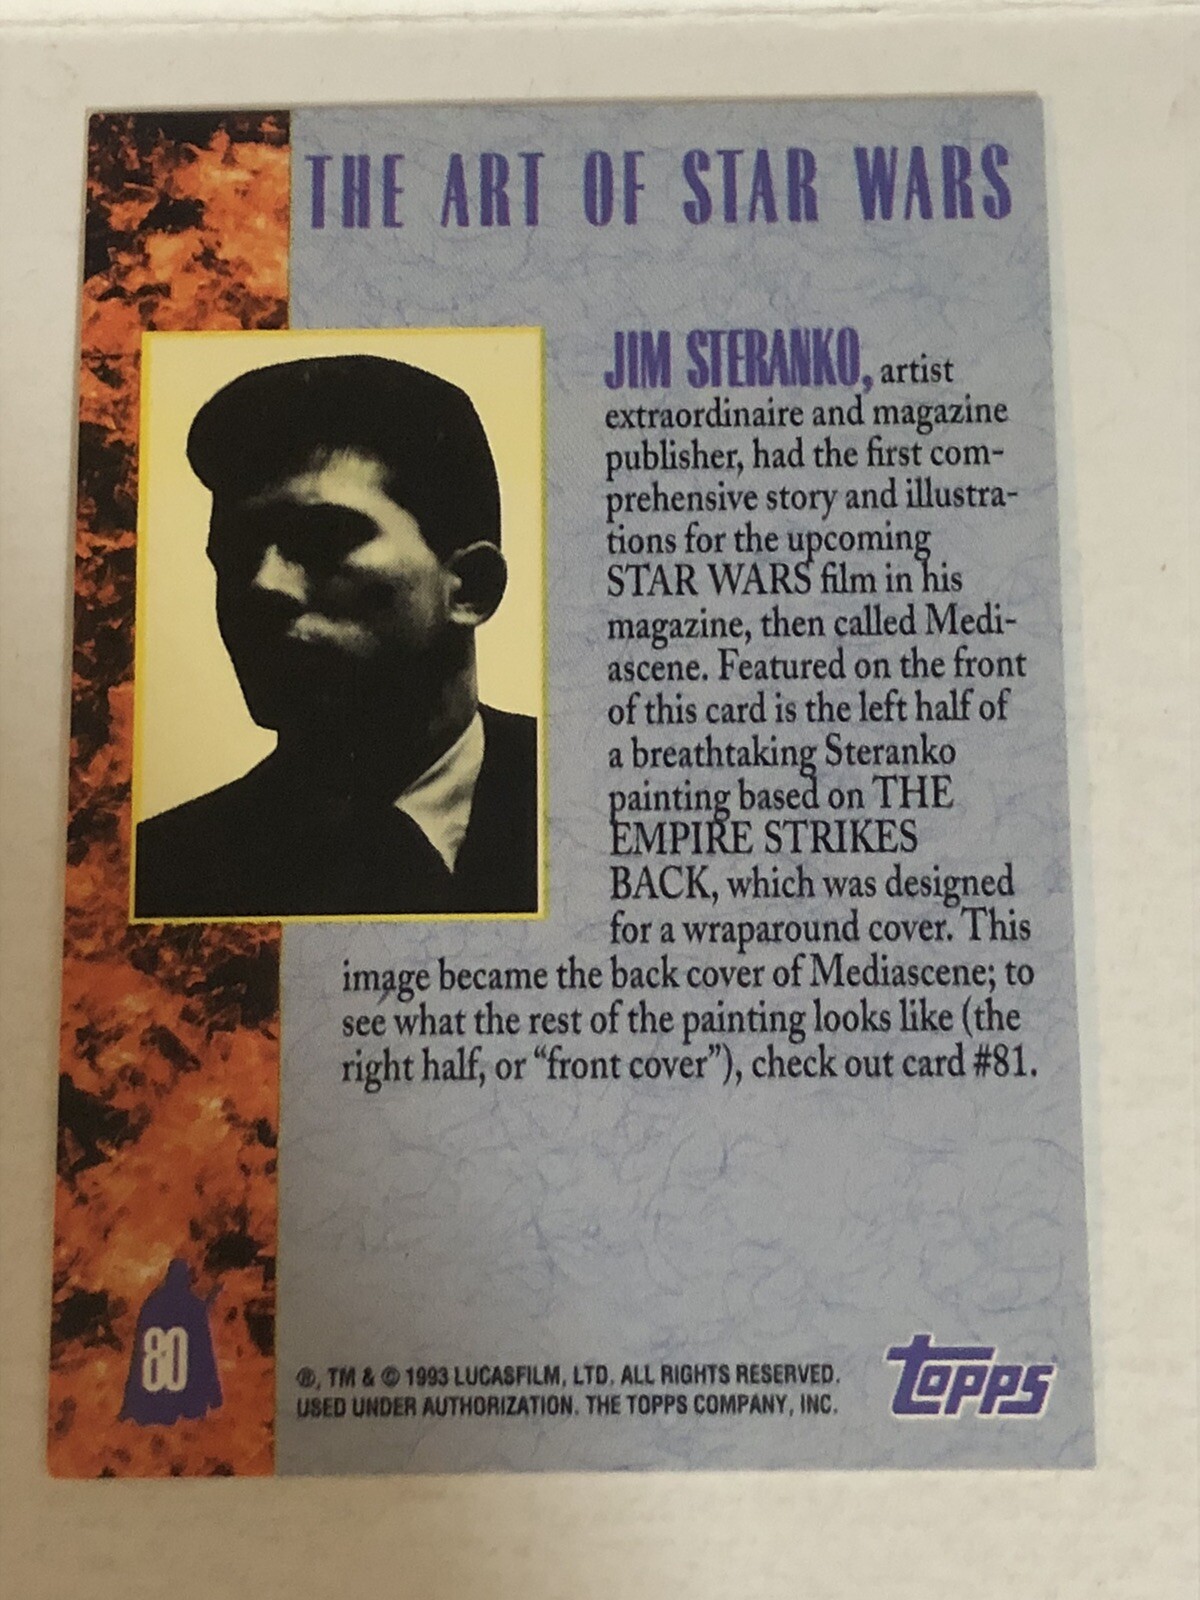 THE ART OF STAR WARS
JIM STERANKO, artist
extraordinaire and magazine
publisher, had the first com-
prehensive story and illustra-
tions for the upcoming
STAR WARS film in his
magazine, then called Medi-
ascene. Featured on the front
of this card is the left half of
a breathtaking Steranko
painting based on THE
EMPIRE STRIKES
BACK, which was designed
for a wraparound cover. This
image became the back cover of Mediascene; to
see what the rest of the painting looks like (the
right half, or “front cover”), check out card #81.
80
®, TM & © 1993 LUCASFILM, LTD. ALL RIGHTS RESERVED.
USED UNDER AUTHORIZATION. THE TOPPS COMPANY, INC.
topps